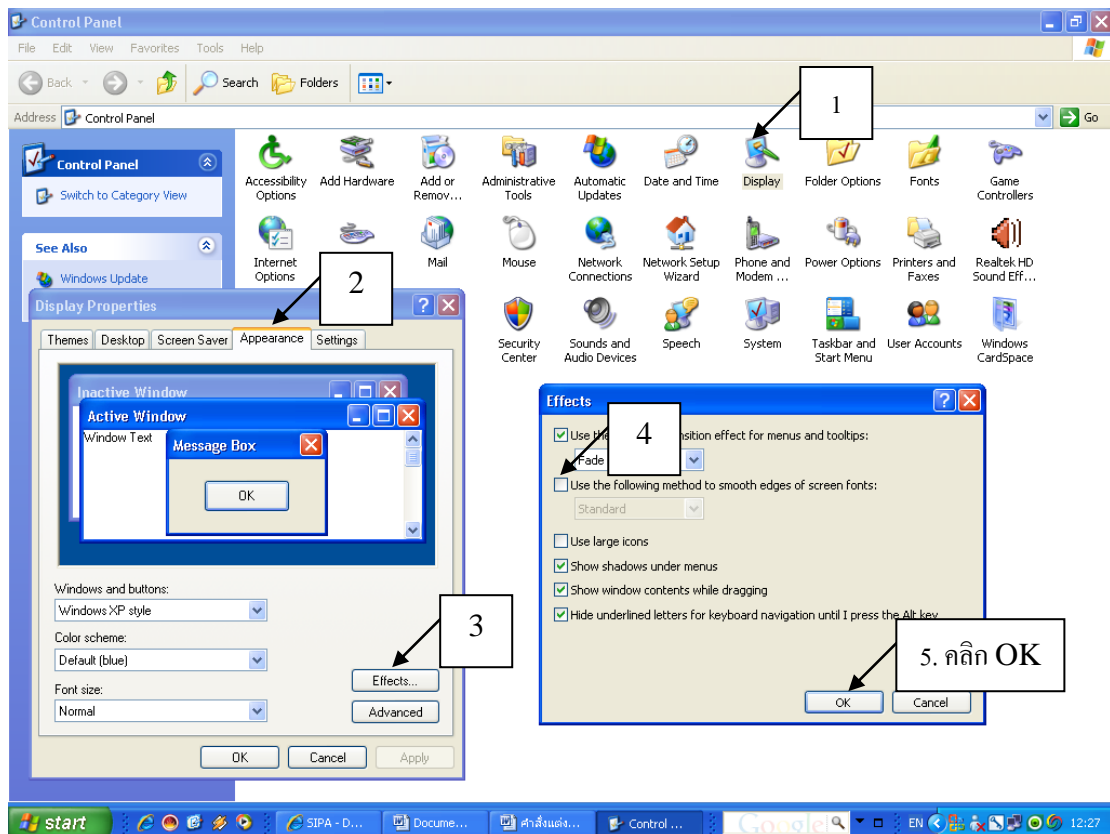 Control Panel
File Edit View Favorites Tools Help
Back Search Folders
Address Control Panel Go
1
Control Panel
Switch to Category View
See Also
Windows Update
Accessibility Options
Add Hardware
Add or Remov...
Administrative Tools
Automatic Updates
Date and Time
Display
Folder Options
Fonts
Game Controllers
Internet Options
Mail
Mouse
Network Connections
Network Setup Wizard
Phone and Modem ...
Power Options
Printers and Faxes
Realtek HD Sound Eff...
Security Center
Sounds and Audio Devices
Speech
System
Taskbar and Start Menu
User Accounts
Windows CardSpace
2
Display Properties
Themes Desktop Screen Saver Appearance Settings
Inactive Window
Active Window
Window Text
Message Box
OK
Windows and buttons:
Windows XP style
Color scheme:
Default (blue)
Font size:
Normal
3
Effects...
Advanced
OK Cancel Apply
Effects
4
Use the nsition effect for menus and tooltips:
Fade
Use the following method to smooth edges of screen fonts:
Standard
Use large icons
Show shadows under menus
Show window contents while dragging
Hide underlined letters for keyboard navigation until I press the Alt key
5. คลิก OK
OK Cancel
start
SIPA - D...
Docume...
คำสั่งแต่ง...
Control ...
Google
EN
12:27